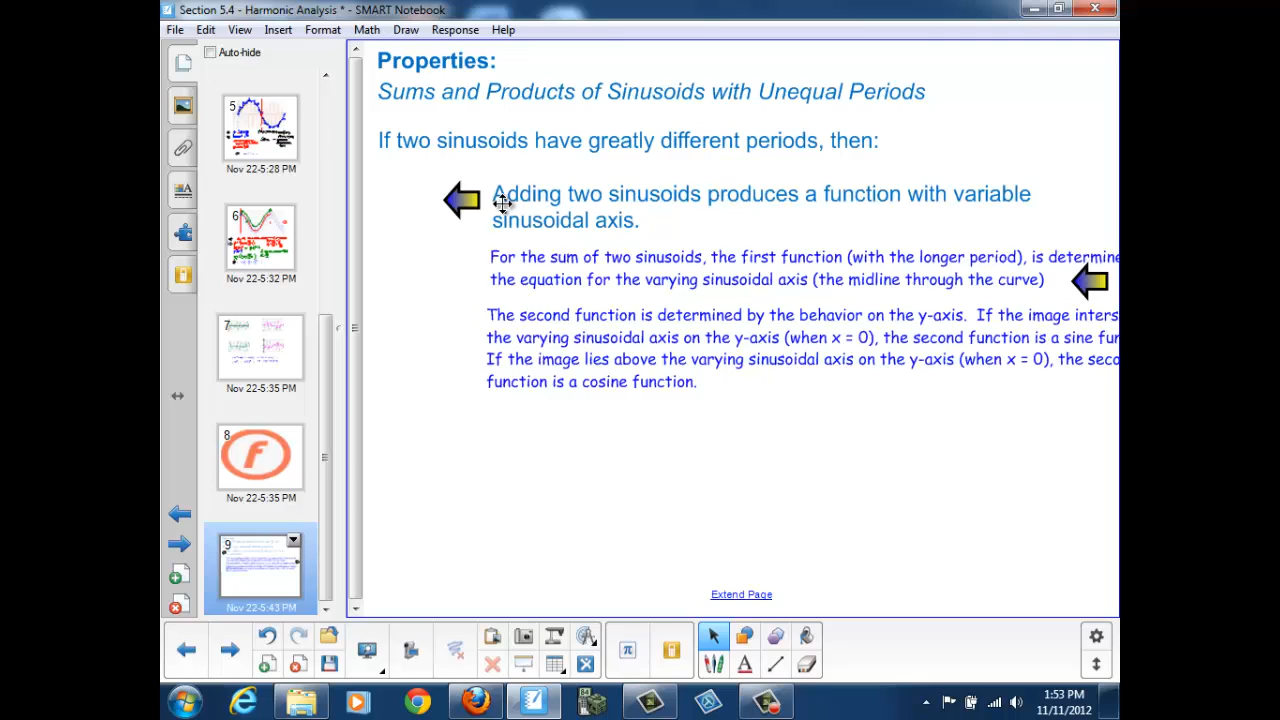 Section 5.4 - Harmonic Analysis * - SMART Notebook
File Edit View Insert Format Math Draw Response Help
Auto-hide
5
Nov 22-5:28 PM
6
Nov 22-5:32 PM
7
Nov 22-5:35 PM
8
Nov 22-5:35 PM
9
Nov 22-5:43 PM
Properties:
Sums and Products of Sinusoids with Unequal Periods
If two sinusoids have greatly different periods, then:
Adding two sinusoids produces a function with variable
sinusoidal axis.
For the sum of two sinusoids, the first function (with the longer period), is determine
the equation for the varying sinusoidal axis (the midline through the curve)
The second function is determined by the behavior on the y-axis. If the image inters
the varying sinusoidal axis on the y-axis (when x = 0), the second function is a sine fun
If the image lies above the varying sinusoidal axis on the y-axis (when x = 0), the seco
function is a cosine function.
Extend Page
1:53 PM
11/11/2012